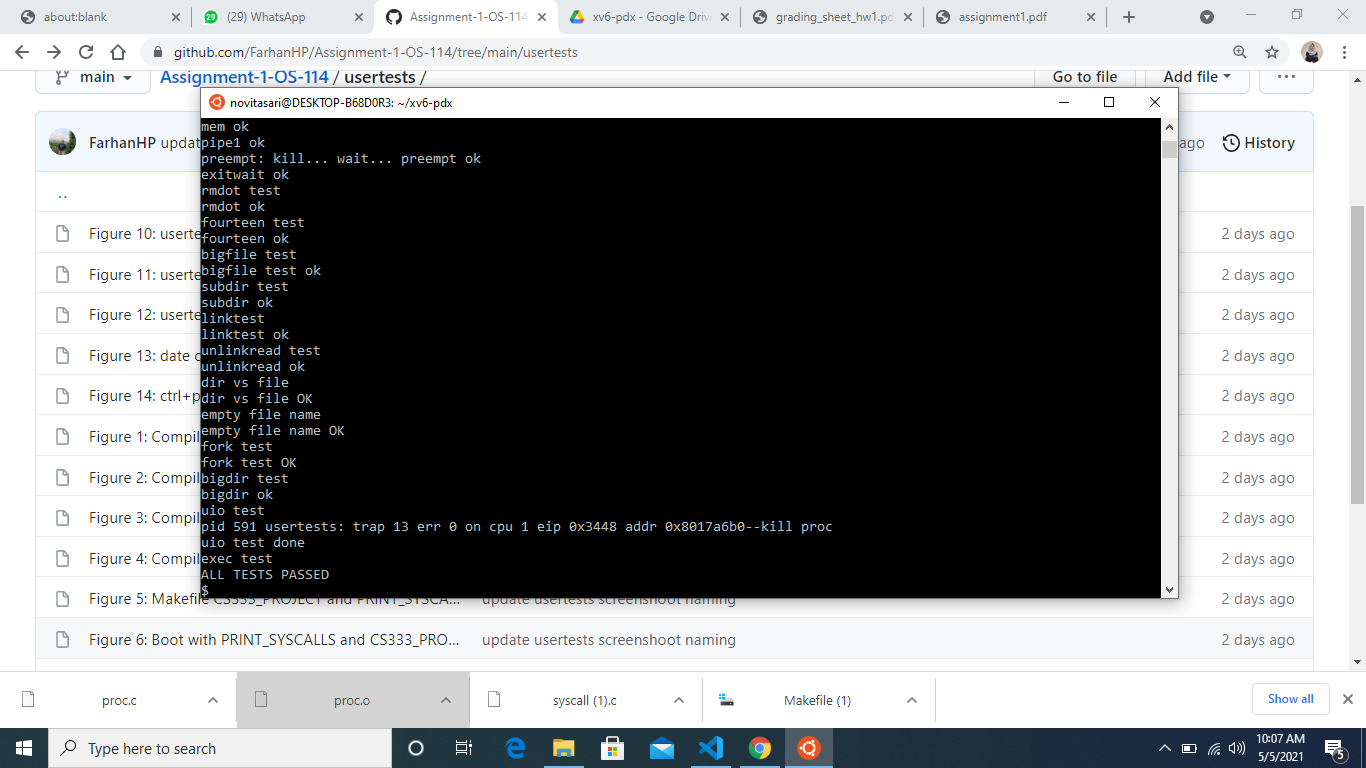 about:blank
(29) WhatsApp
Assignment-1-OS-114
xv6-pdx - Google Driv
grading_sheet_hw1.pd
assignment1.pdf
github.com/FarhanHP/Assignment-1-OS-114/tree/main/usertests
main
Assignment-1-OS-114 / usertests /
Go to file
Add file
novitasari@DESKTOP-B68D0R3: ~/xv6-pdx
FarhanHP updat
ago
History
..
mem ok
pipe1 ok
preempt: kill... wait... preempt ok
exitwait ok
rmdot test
rmdot ok
fourteen test
fourteen ok
bigfile test
bigfile test ok
subdir test
subdir ok
linktest
linktest ok
unlinkread test
unlinkread ok
dir vs file
dir vs file OK
empty file name
empty file name OK
fork test
fork test OK
bigdir test
bigdir ok
uio test
pid 591 usertests: trap 13 err 0 on cpu 1 eip 0x3448 addr 0x8017a6b0--kill proc
uio test done
exec test
ALL TESTS PASSED
$
Figure 10: userte
2 days ago
Figure 11: userte
2 days ago
Figure 12: userte
2 days ago
Figure 13: date c
2 days ago
Figure 14: ctrl+p
2 days ago
Figure 1: Compil
2 days ago
Figure 2: Compil
2 days ago
Figure 3: Compil
2 days ago
Figure 4: Compil
2 days ago
Figure 5: Makefile CS333_PROJECT and PRINT_SYSCA...
update usertests screenshoot naming
2 days ago
Figure 6: Boot with PRINT_SYSCALLS and CS333_PRO...
update usertests screenshoot naming
2 days ago
proc.c
proc.o
syscall (1).c
Makefile (1)
Show all
Type here to search
10:07 AM
5/5/2021
5